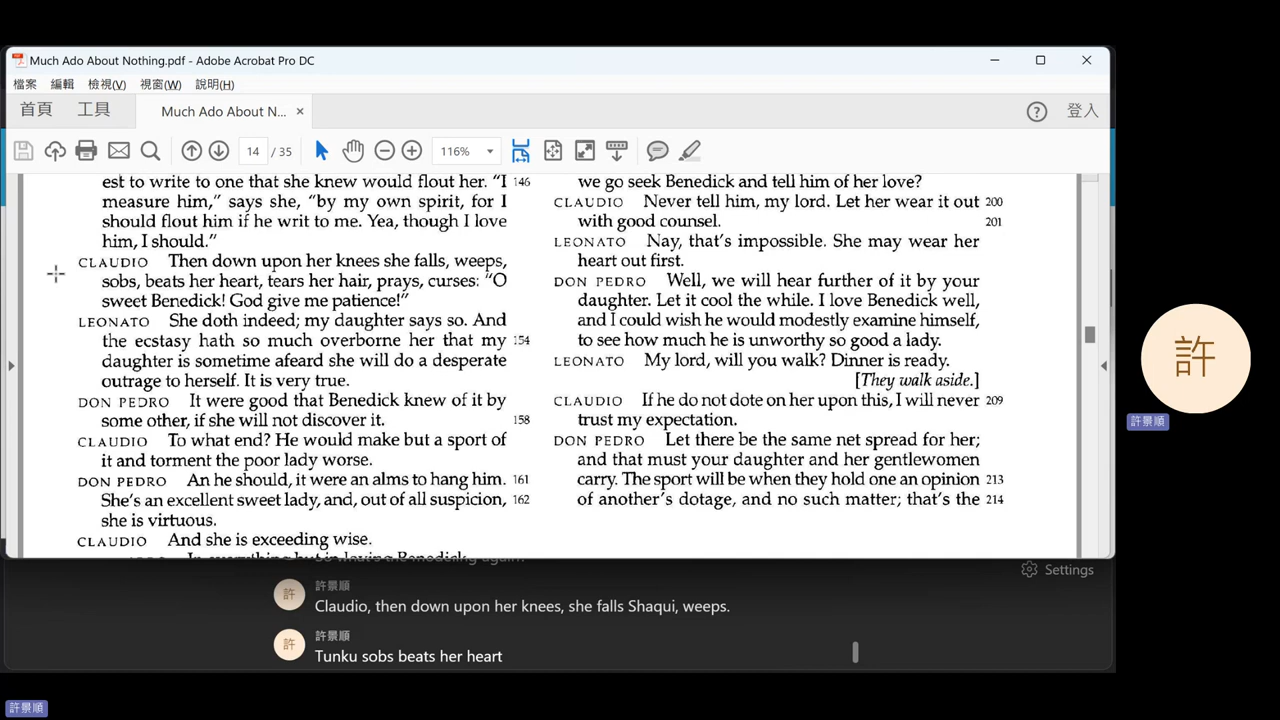 Much Ado About Nothing.pdf - Adobe Acrobat Pro DC
檔案 編輯 檢視(V) 視窗(W) 說明(H)
首頁 工具 Much Ado About N... × ? 登入
14 / 35 116%
est to write to one that she knew would flout her. “I 146
measure him,” says she, “by my own spirit, for I
should flout him if he writ to me. Yea, though I love
him, I should.”
CLAUDIO Then down upon her knees she falls, weeps,
sobs, beats her heart, tears her hair, prays, curses: “O
sweet Benedick! God give me patience!”
LEONATO She doth indeed; my daughter says so. And
the ecstasy hath so much overborne her that my 154
daughter is sometime afeard she will do a desperate
outrage to herself. It is very true.
DON PEDRO It were good that Benedick knew of it by
some other, if she will not discover it. 158
CLAUDIO To what end? He would make but a sport of
it and torment the poor lady worse.
DON PEDRO An he should, it were an alms to hang him. 161
She’s an excellent sweet lady, and, out of all suspicion, 162
she is virtuous.
CLAUDIO And she is exceeding wise.
In everything but in loving Benedick.
we go seek Benedick and tell him of her love?
CLAUDIO Never tell him, my lord. Let her wear it out 200
with good counsel. 201
LEONATO Nay, that’s impossible. She may wear her
heart out first.
DON PEDRO Well, we will hear further of it by your
daughter. Let it cool the while. I love Benedick well,
and I could wish he would modestly examine himself,
to see how much he is unworthy so good a lady.
LEONATO My lord, will you walk? Dinner is ready.
[They walk aside.]
CLAUDIO If he do not dote on her upon this, I will never 209
trust my expectation.
DON PEDRO Let there be the same net spread for her;
and that must your daughter and her gentlewomen
carry. The sport will be when they hold one an opinion 213
of another’s dotage, and no such matter; that’s the 214
Settings
許 許景順
Claudio, then down upon her knees, she falls Shaqui, weeps.
許 許景順
Tunku sobs beats her heart
許
許景順
許景順